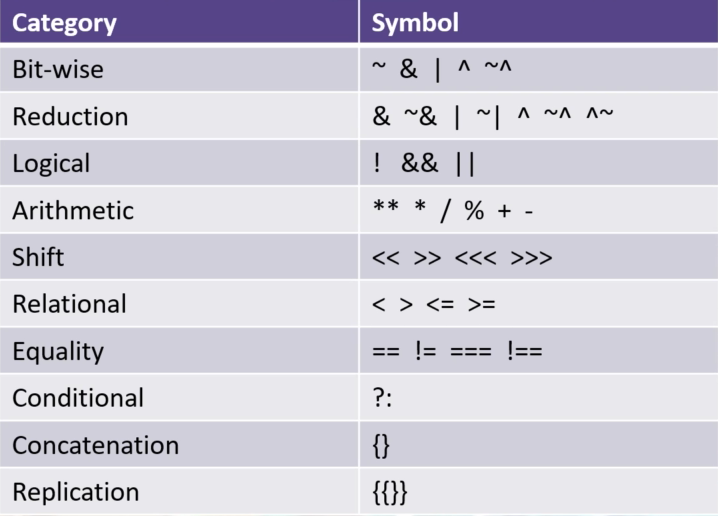 Category Symbol
Bit-wise ~ & | ^ ~^
Reduction & ~& | ~| ^ ~^ ^~
Logical ! && ||
Arithmetic ** * / % + -
Shift << >> <<< >>>
Relational < > <= >=
Equality == != === !==
Conditional ?:
Concatenation {}
Replication {{}}